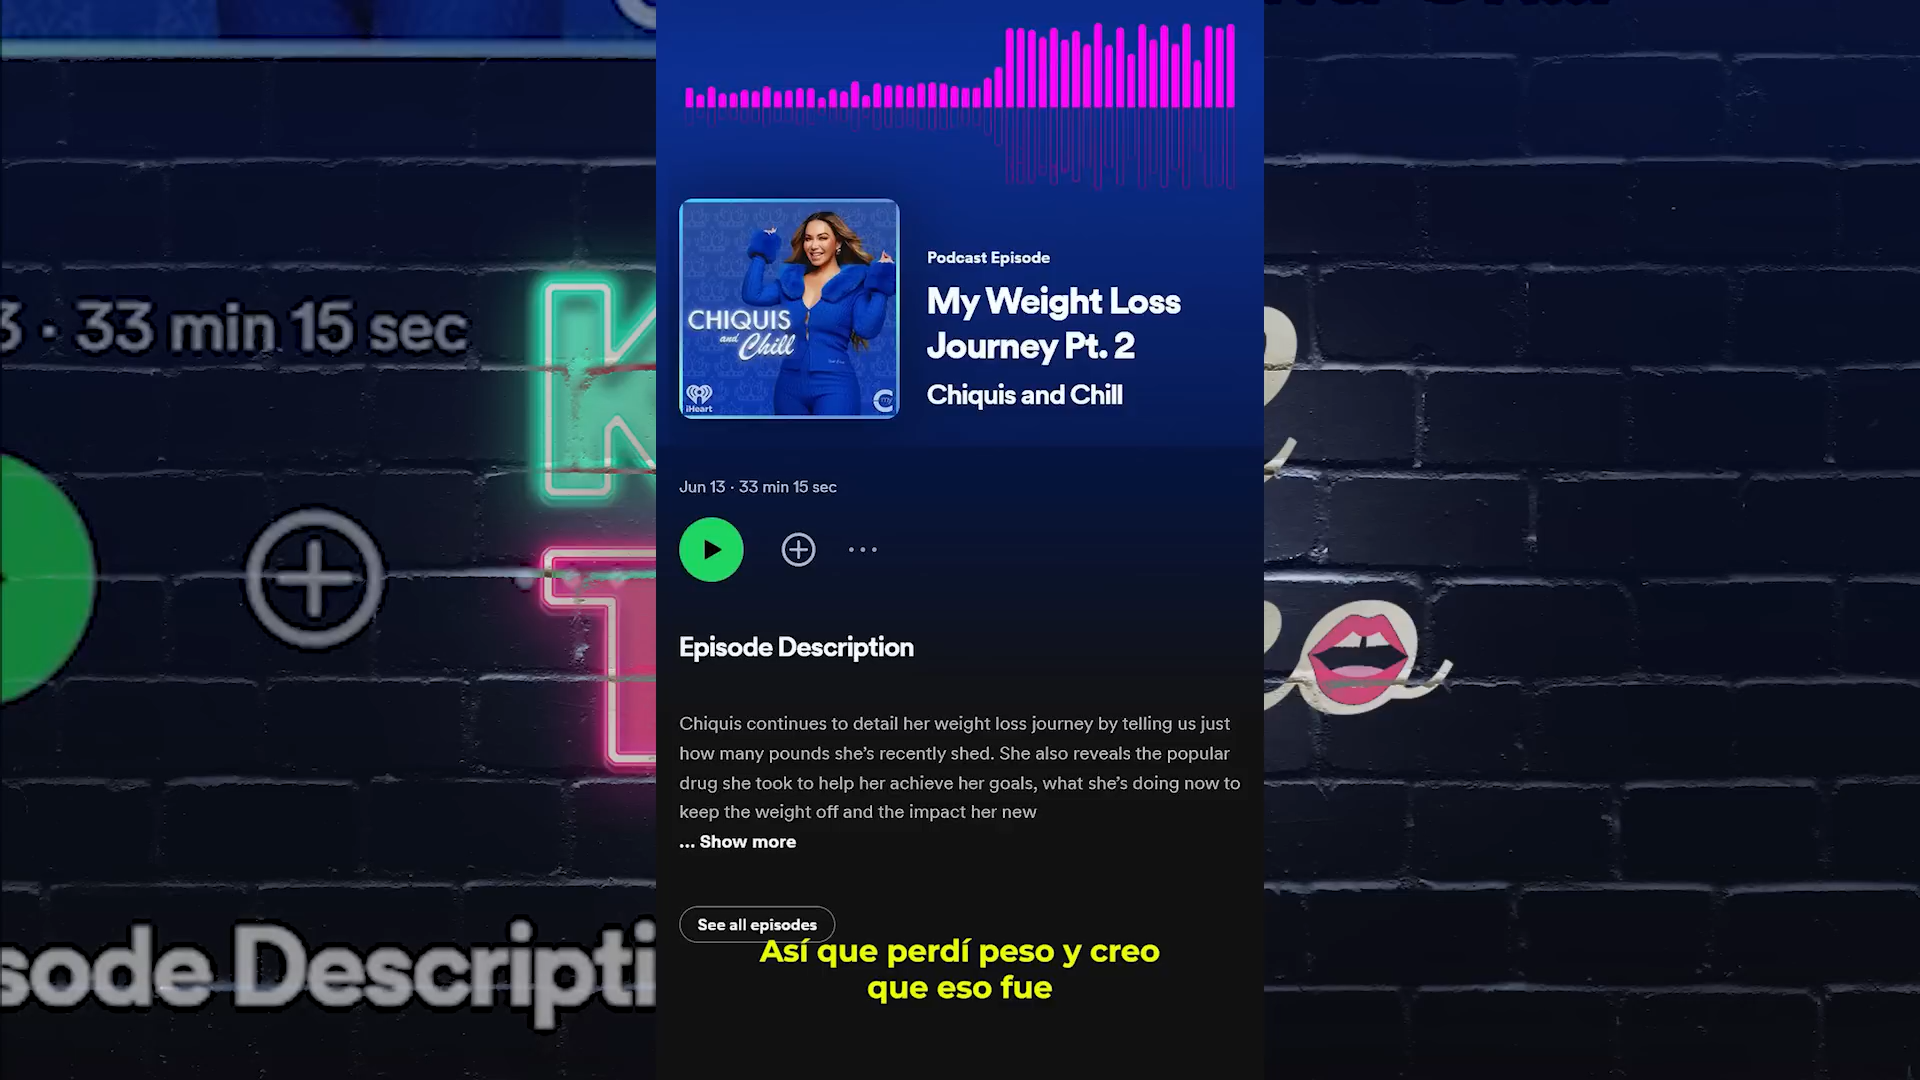 Podcast Episode
My Weight Loss
Journey Pt. 2
Chiquis and Chill
CHIQUIS
and
Chill
iHeart
my
Jun 13 · 33 min 15 sec
3 · 33 min 15 sec
K
T
Episode Description
Chiquis continues to detail her weight loss journey by telling us just
how many pounds she's recently shed. She also reveals the popular
drug she took to help her achieve her goals, what she's doing now to
keep the weight off and the impact her new
... Show more
See all episodes
sode Descripti
Así que perdí peso y creo
que eso fue